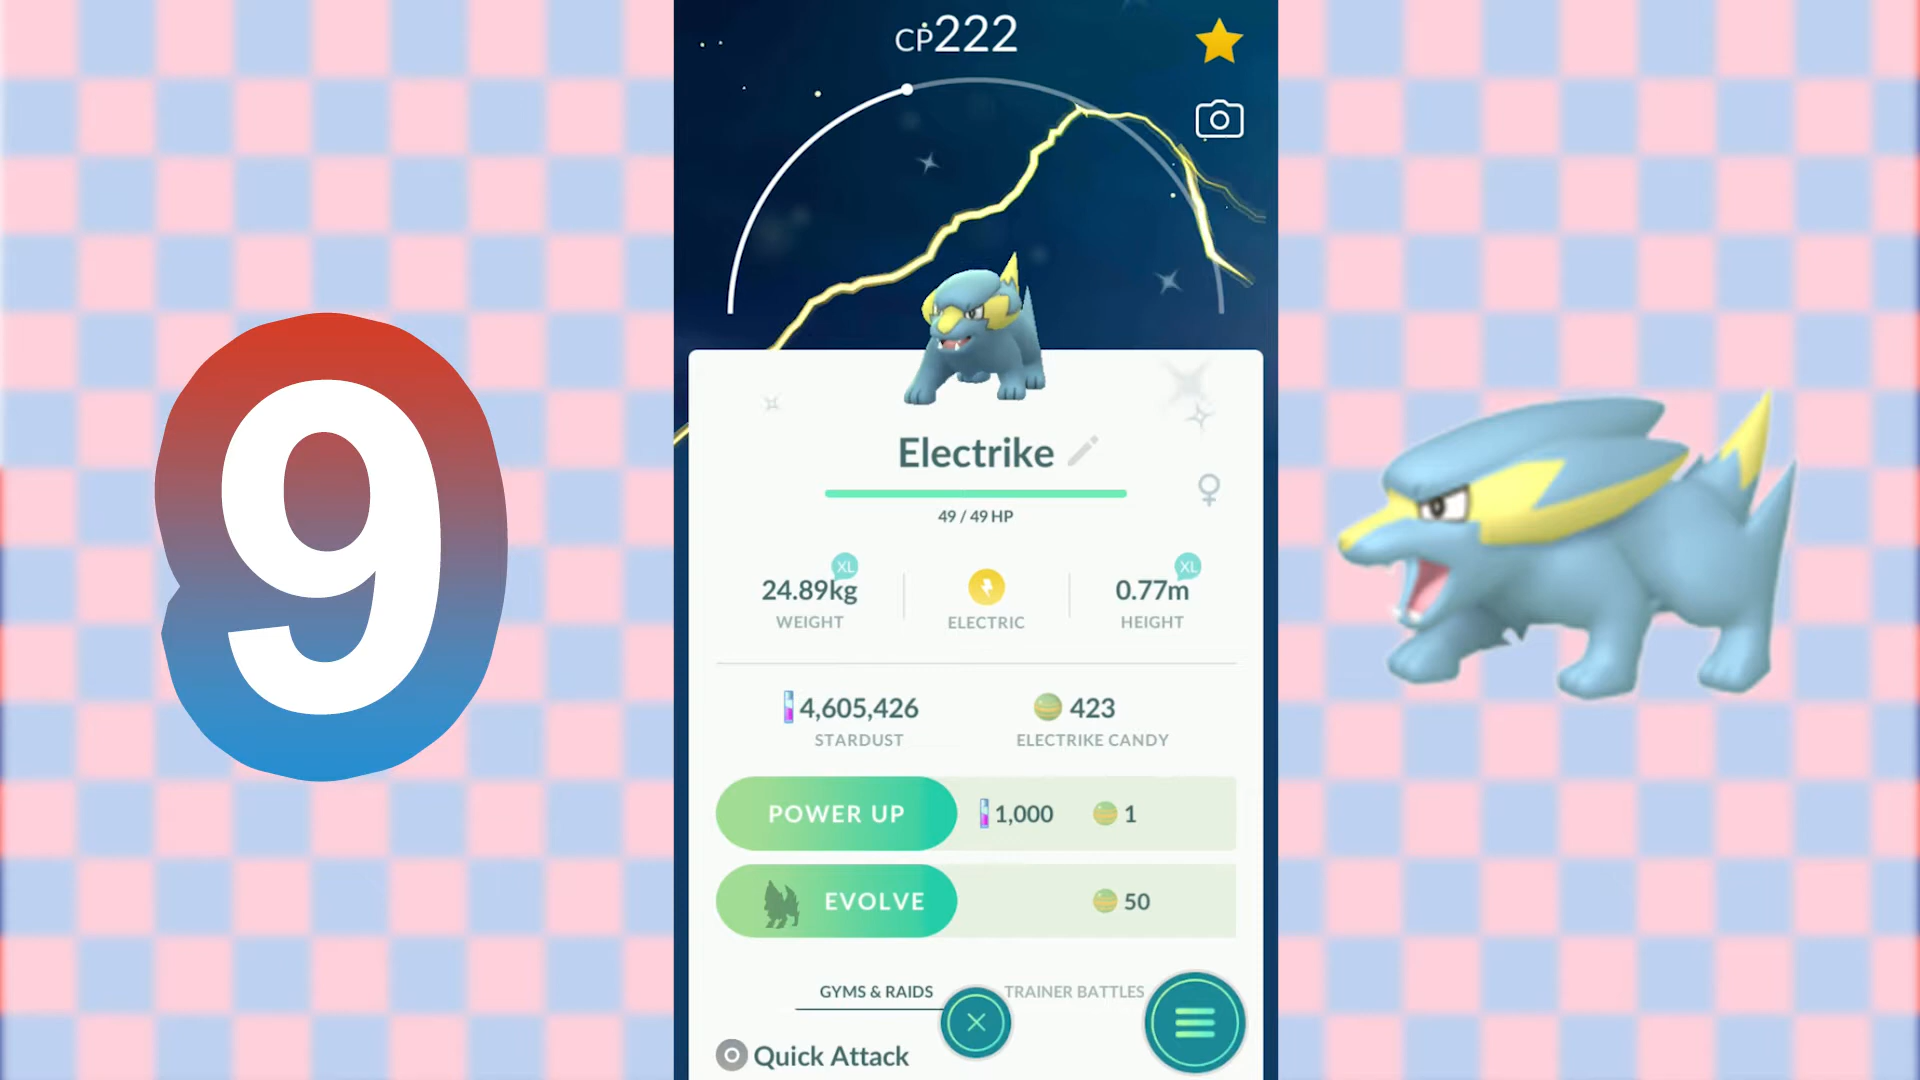 9
CP222
Electrike
49 / 49 HP
XL
XL
24.89kg
0.77m
WEIGHT
ELECTRIC
HEIGHT
4,605,426
423
STARDUST
ELECTRIKE CANDY
POWER UP
1,000
1
EVOLVE
50
GYMS & RAIDS
TRAINER BATTLES
Quick Attack